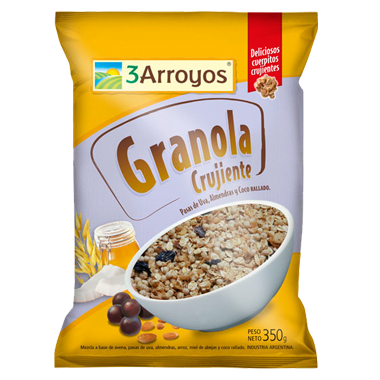 3Arroyos®
Deliciosos
cuerpitos
crujientes
Granola
Crujiente
Pasas de Uva, Almendras y Coco RALLADO.
PESO
NETO 350g
Mezcla a base de avena, pasas de uva, almendras, arroz, miel de abejas y coco rallado. INDUSTRIA ARGENTINA